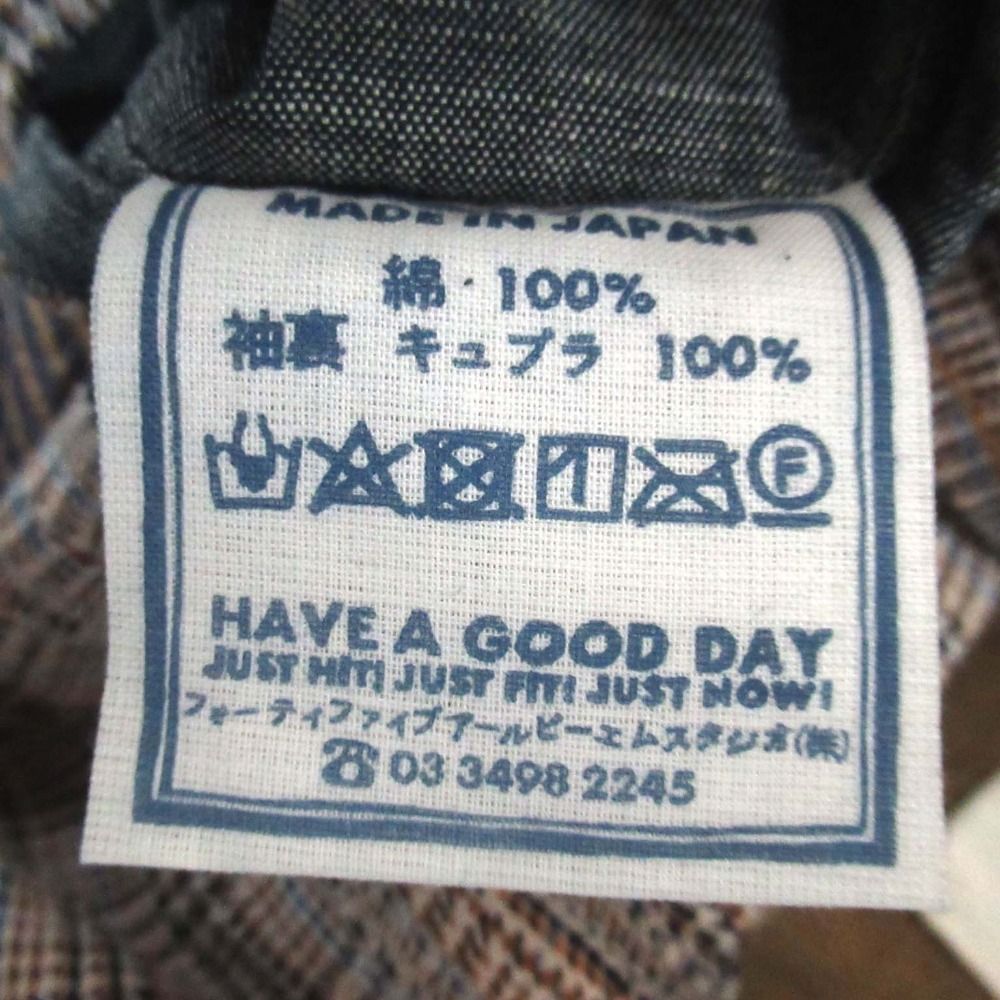 MADE IN JAPAN
綿 100%
袖裏 キュプラ 100%
F
HAVE A GOOD DAY
JUST HIT! JUST FIT! JUST NOW!
フォーティファイブアールピーエムスタジオ(株)
☎ 03 3498 2245